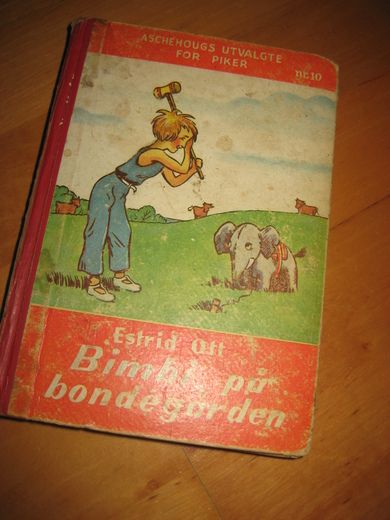 ASCHEHOUGS UTVALGTE
FOR PIKER
nr. 10
Estrid Ott
Bimbi på
bondegården